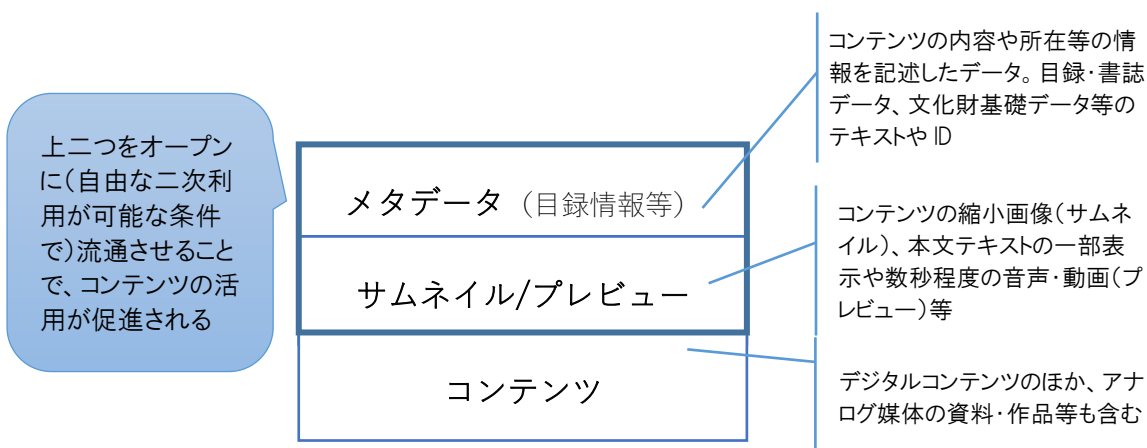 コンテンツの内容や所在等の情
報を記述したデータ。目録・書誌
データ、文化財基礎データ等の
テキストや ID
上二つをオープン
に(自由な二次利
用が可能な条件
で)流通させること
で、コンテンツの活
用が促進される
メタデータ（目録情報等）
サムネイル/プレビュー
コンテンツ
コンテンツの縮小画像(サムネ
イル)、本文テキストの一部表
示や数秒程度の音声・動画(プ
レビュー)等
デジタルコンテンツのほか、アナ
ログ媒体の資料・作品等も含む